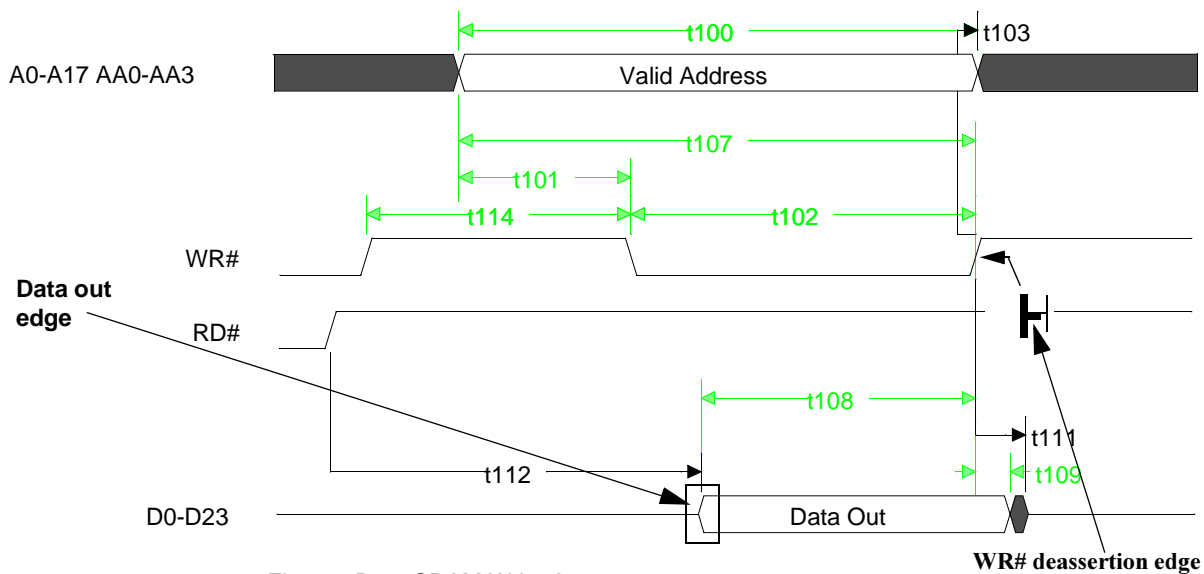 t100
t103
A0-A17 AA0-AA3
Valid Address
t107
t101
t114
t102
WR#
Data out
edge
RD#
t108
t111
t112
t109
D0-D23
Data Out
WR# deassertion edge